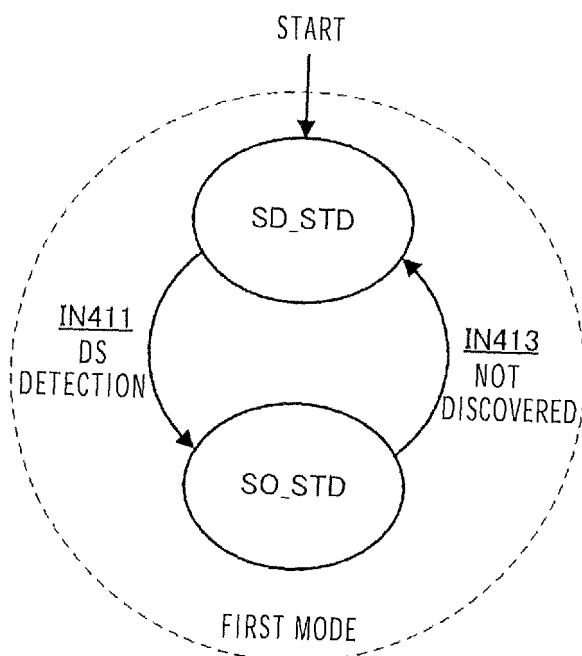 START
SD_STD
IN411
DS
DETECTION
IN413
NOT
DISCOVERED
SO_STD
FIRST MODE